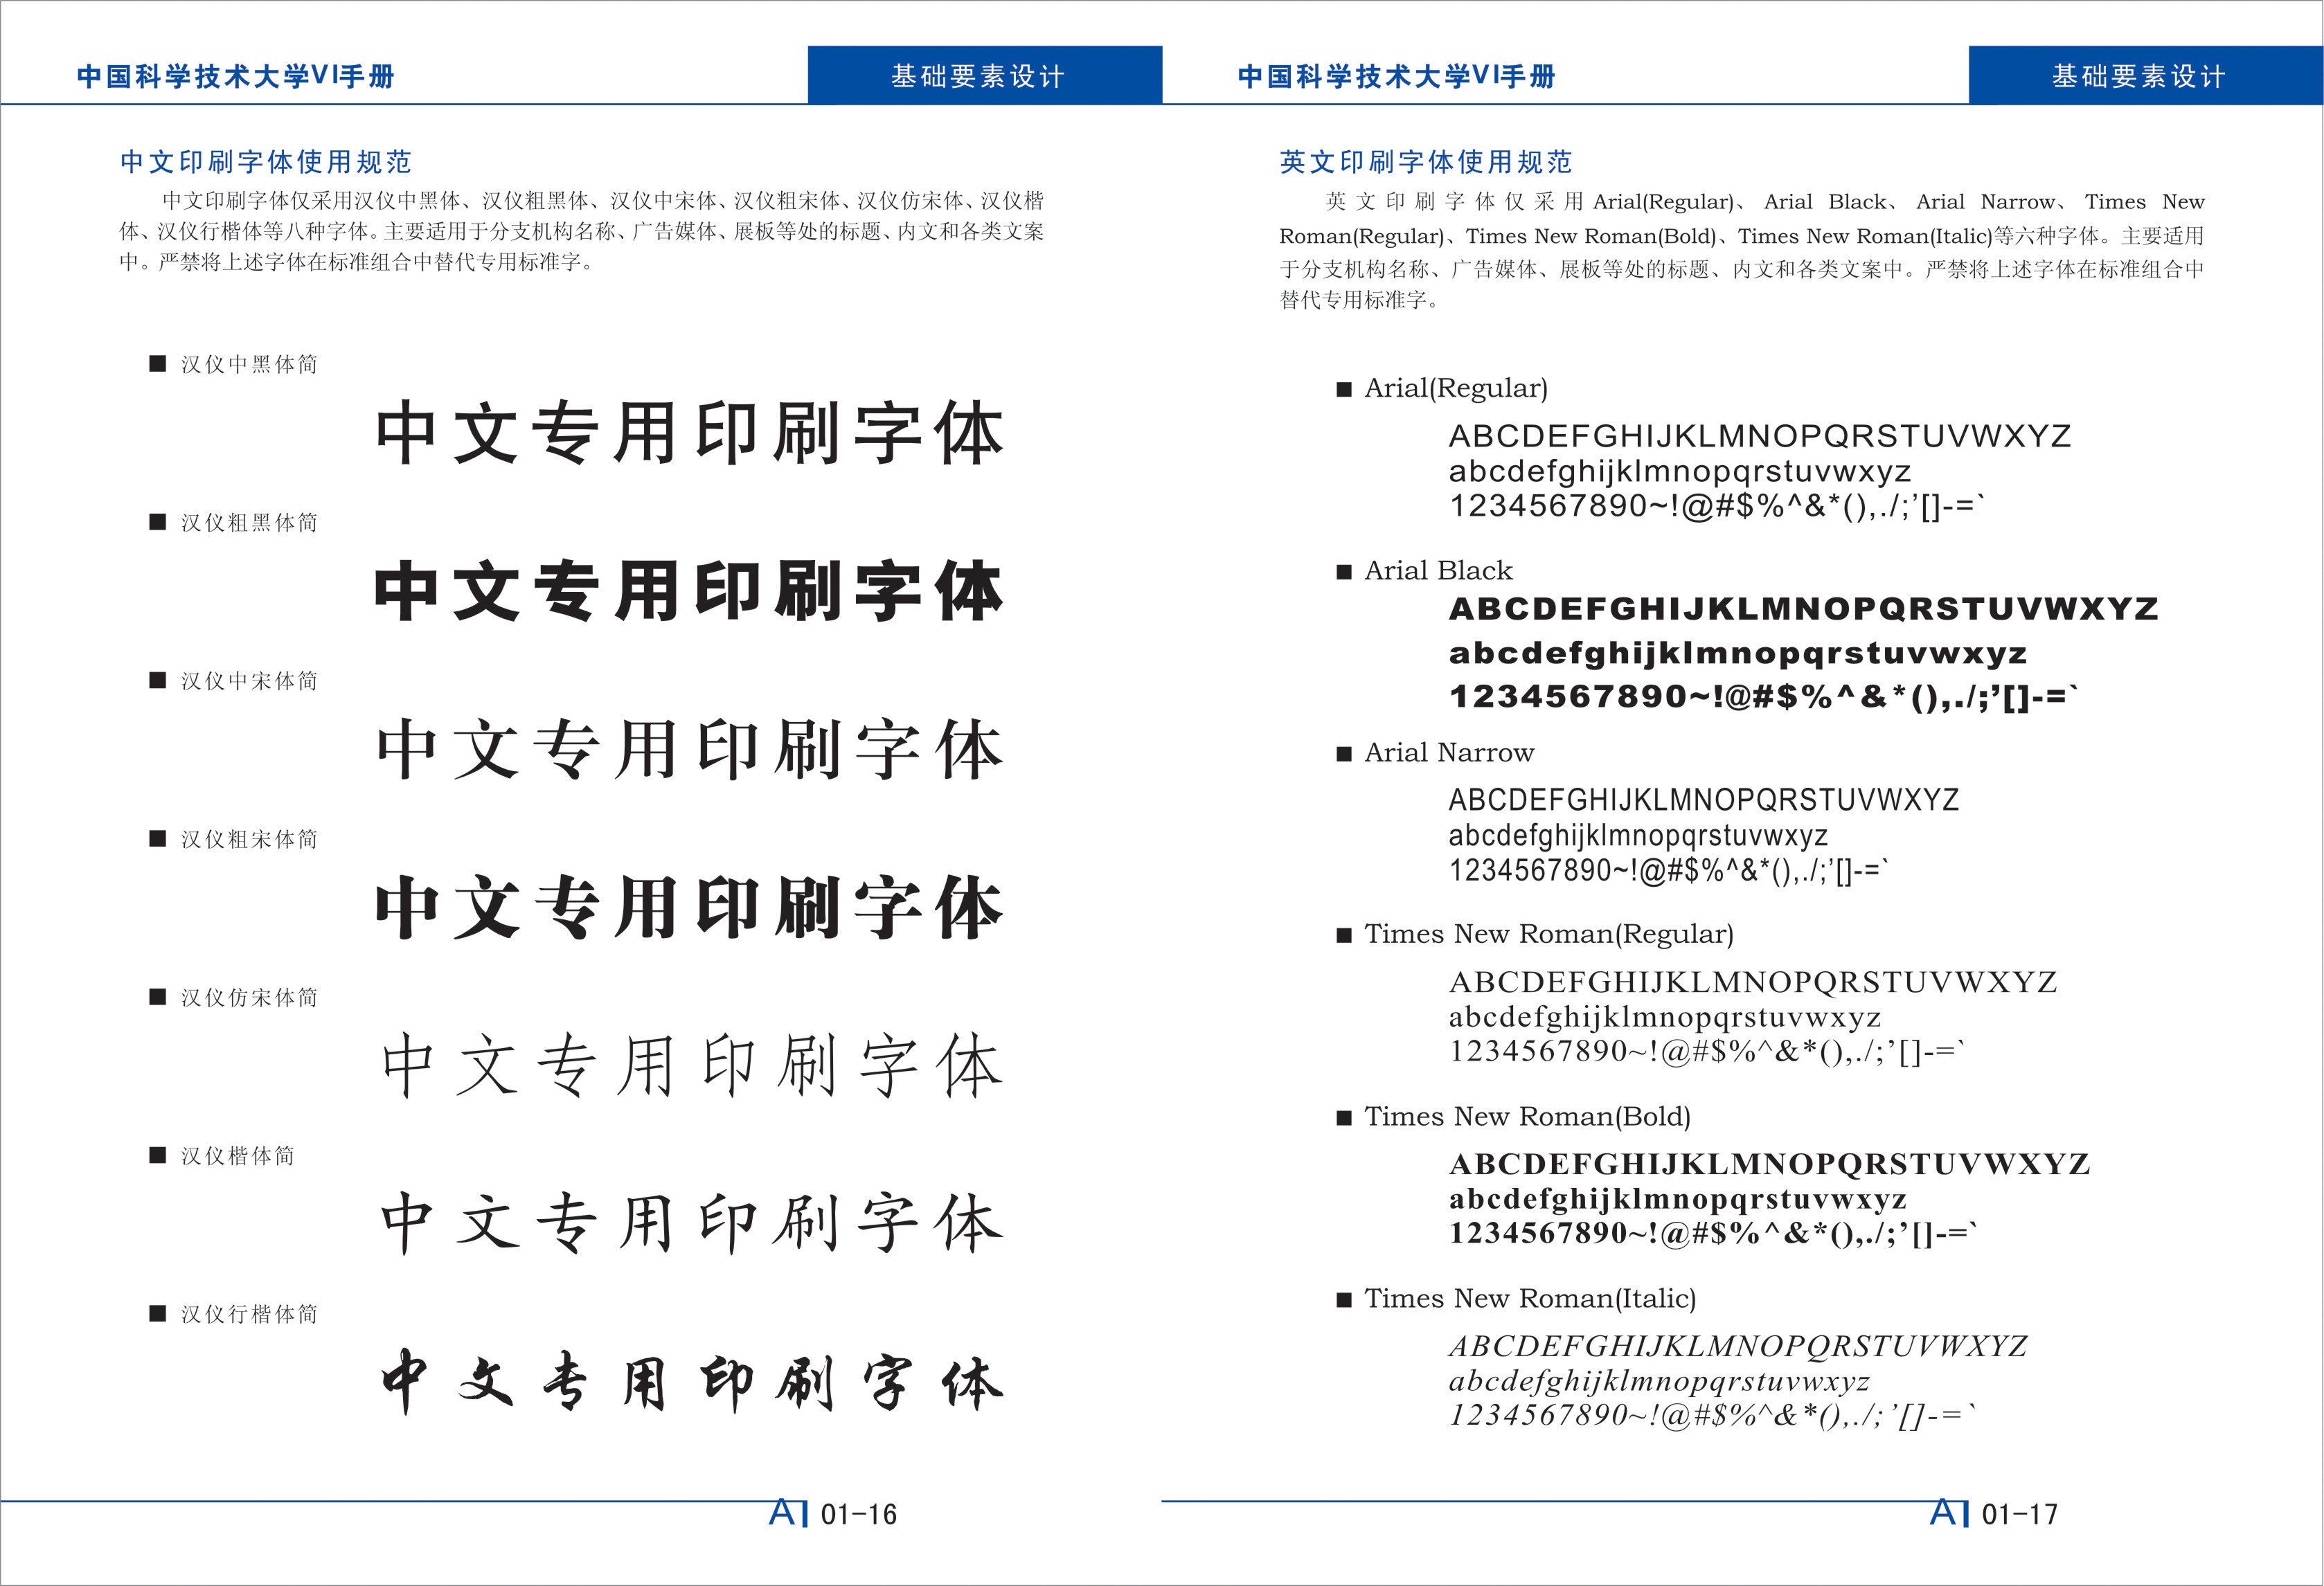 中国科学技术大学VI手册
基础要素设计
中文印刷字体使用规范
中文印刷字体仅采用汉仪中黑体、汉仪粗黑体、汉仪中宋体、汉仪粗宋体、汉仪仿宋体、汉仪楷
体、汉仪行楷体等八种字体。主要适用于分支机构名称、广告媒体、展板等处的标题、内文和各类文案
中。严禁将上述字体在标准组合中替代专用标准字。
■ 汉仪中黑体简
中文专用印刷字体
■ 汉仪粗黑体简
中文专用印刷字体
■ 汉仪中宋体简
中文专用印刷字体
■ 汉仪粗宋体简
中文专用印刷字体
■ 汉仪仿宋体简
中文专用印刷字体
■ 汉仪楷体简
中文专用印刷字体
■ 汉仪行楷体简
中文专用印刷字体
A1 01-16
中国科学技术大学VI手册
基础要素设计
英文印刷字体使用规范
英文印刷字体仅采用Arial(Regular)、Arial Black、Arial Narrow、Times New
Roman(Regular)、Times New Roman(Bold)、Times New Roman(Italic)等六种字体。主要适用
于分支机构名称、广告媒体、展板等处的标题、内文和各类文案中。严禁将上述字体在标准组合中
替代专用标准字。
■ Arial(Regular)
ABCDEFGHIJKLMNOPQRSTUVWXYZ
abcdefghijklmnopqrstuvwxyz
1234567890~!@#$%^&*(),./;’[]-=`
■ Arial Black
ABCDEFGHIJKLMNOPQRSTUVWXYZ
abcdefghijklmnopqrstuvwxyz
1234567890~!@#$%^&*(),./;’[]-=`
■ Arial Narrow
ABCDEFGHIJKLMNOPQRSTUVWXYZ
abcdefghijklmnopqrstuvwxyz
1234567890~!@#$%^&*(),./;’[]-=`
■ Times New Roman(Regular)
ABCDEFGHIJKLMNOPQRSTUVWXYZ
abcdefghijklmnopqrstuvwxyz
1234567890~!@#$%^&*(),./;’[]-=`
■ Times New Roman(Bold)
ABCDEFGHIJKLMNOPQRSTUVWXYZ
abcdefghijklmnopqrstuvwxyz
1234567890~!@#$%^&*(),./;’[]-=`
■ Times New Roman(Italic)
ABCDEFGHIJKLMNOPQRSTUVWXYZ
abcdefghijklmnopqrstuvwxyz
1234567890~!@#$%^&*(),./;’[]-=`
A1 01-17